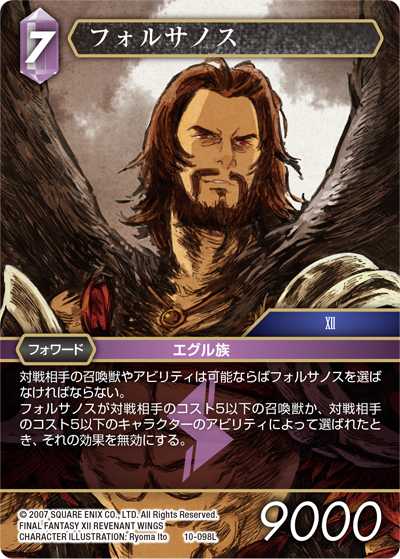 7
フォルサノス
XII
フォワード
エグル族
対戦相手の召喚獣やアビリティは可能ならばフォルサノスを選ば
なければならない。
フォルサノスが対戦相手のコスト5以下の召喚獣か、対戦相手
のコスト5以下のキャラクターのアビリティによって選ばれたと
き、それの効果を無効にする。
© 2007 SQUARE ENIX CO., LTD. All Rights Reserved.
FINAL FANTASY XII REVENANT WINGS
CHARACTER ILLUSTRATION: Ryoma Ito
10-098L
9000